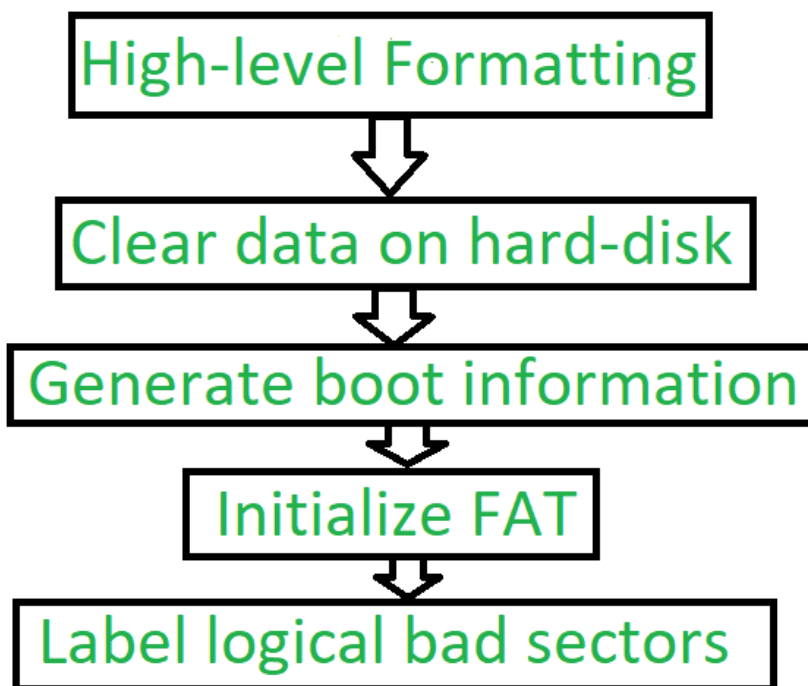 High-level Formatting
Clear data on hard-disk
Generate boot information
Initialize FAT
Label logical bad sectors